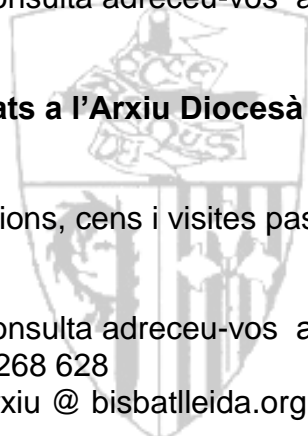 onsulta adreceu-vos a
ats a l'Arxiu Diocesà
ions, cens i visites pas
onsulta adreceu-vos a
268 628
xiu @ bisbatlleida.org